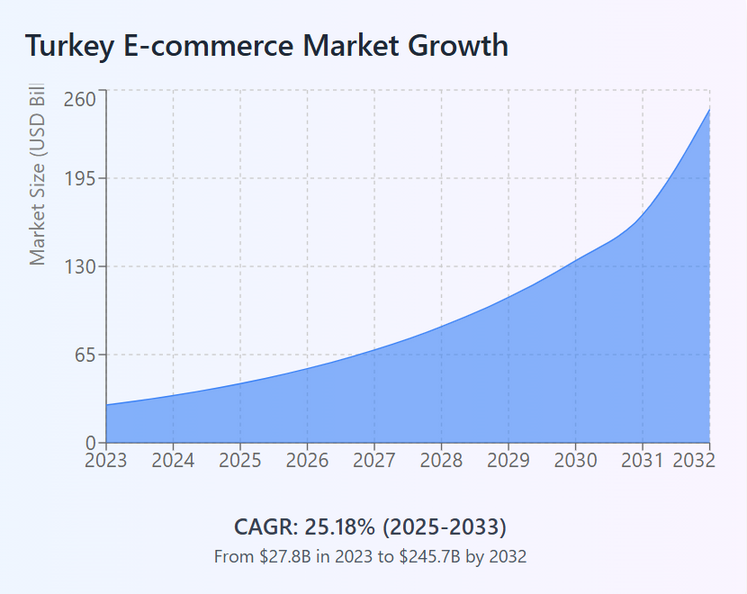 Turkey E-commerce Market Growth
Market Size (USD Bil
260
195
130
65
0
2023 2024 2025 2026 2027 2028 2029 2030 2031 2032
CAGR: 25.18% (2025-2033)
From $27.8B in 2023 to $245.7B by 2032